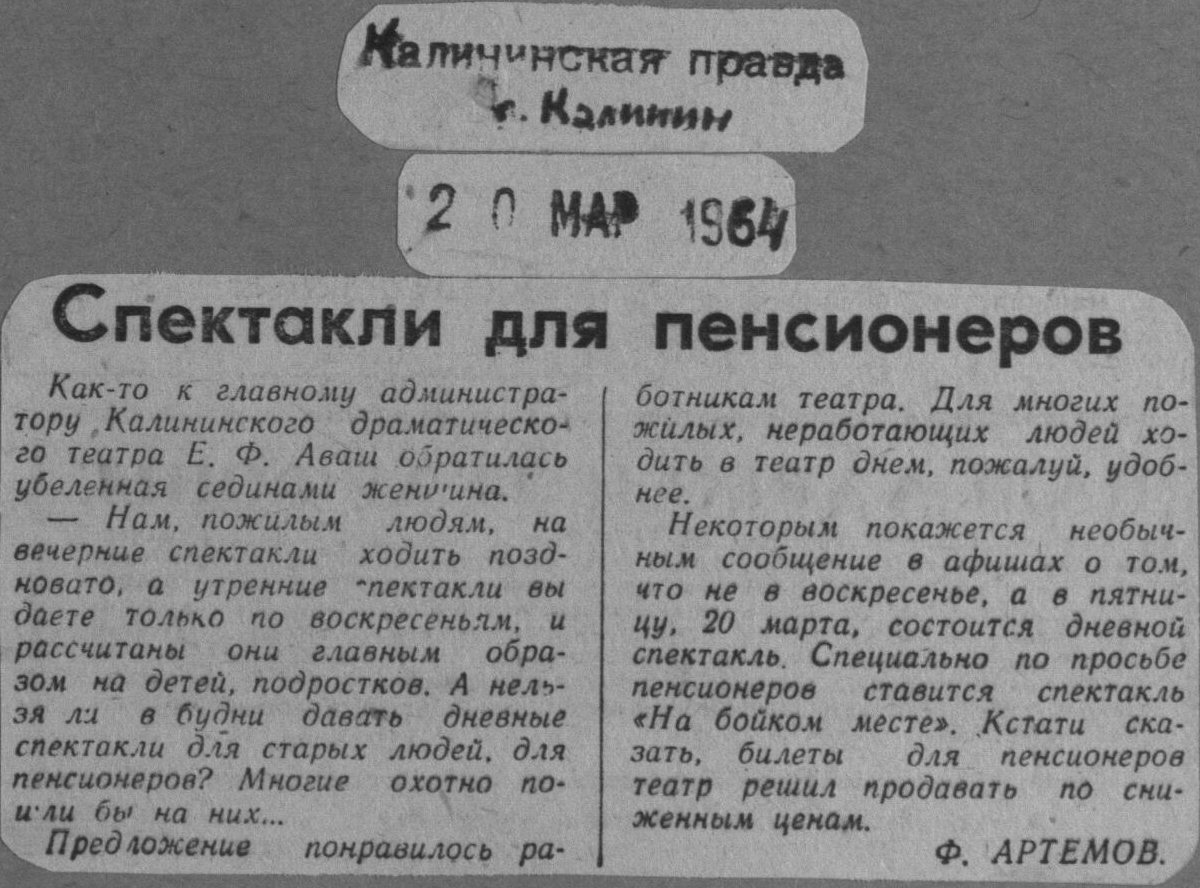 Калининская правда
г. Калинин
20 МАР 1964
Спектакли для пенсионеров
Как-то к главному администра-
тору Калининского драматическо-
го театра Е. Ф. Аваш обратилась
убеленная сединами женщина.
— Нам, пожилым людям, на
вечерние спектакли ходить позд-
новато, а утренние спектакли вы
даете только по воскресеньям, и
рассчитаны они главным обра-
зом на детей, подростков. А нель-
зя ли в будни давать дневные
спектакли для старых людей, для
пенсионеров? Многие охотно по-
шли бы на них...
Предложение понравилось ра-
ботникам театра. Для многих по-
жилых, неработающих людей хо-
дить в театр днем, пожалуй, удоб-
нее.
Некоторым покажется необыч-
ным сообщение в афишах о том,
что не в воскресенье, а в пятни-
цу, 20 марта, состоится дневной
спектакль. Специально по просьбе
пенсионеров ставится спектакль
«На бойком месте». Кстати ска-
зать, билеты для пенсионеров
театр решил продавать по сни-
женным ценам.
Ф. АРТЕМОВ.